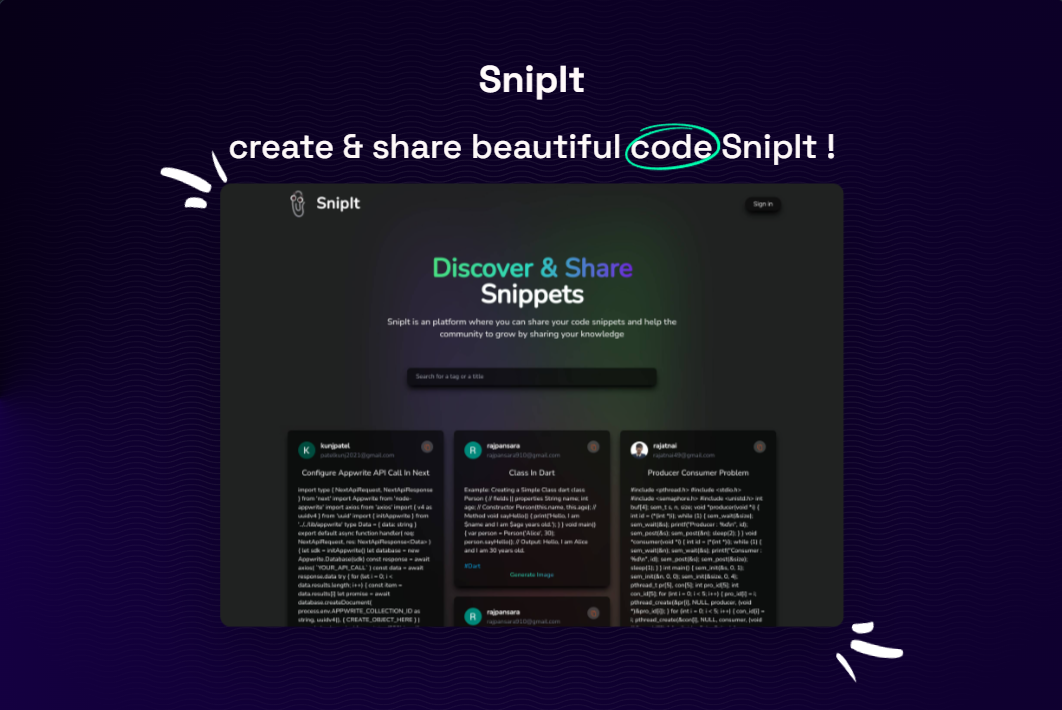 SnipIt
create & share beautiful code SnipIt !
SnipIt
Sign in
Discover & Share
Snippets
SnipIt is an platform where you can share your code snippets and help the
community to grow by sharing your knowledge
Search for a tag or a title
K
kunjpatel
patelkunj2021@gmail.com
Configure Appwrite API Call In Next
import type { NextApiRequest, NextApiResponse
} from 'next' import Appwrite from 'node-
appwrite' import axios from 'axios' import { v4 as
uuidv4 } from 'uuid' import { initAppwrite } from
'../../lib/appwrite' type Data = { data: string }
export default async function handler( req:
NextApiRequest, res: NextApiResponse<Data> )
{ let sdk = initAppwrite() let database = new
Appwrite.Database(sdk) const response = await
axios( `YOUR_API_CALL` ) const data = await
response.data try { for (let i = 0; i <
data.results.length; i++) { const item =
data.results[i] let promise = await
database.createDocument(
process.env.APPWRITE_COLLECTION_ID as
string, uuidv4(), { CREATE_OBJECT_HERE } )
R
rajpansara
rajpansara910@gmail.com
Class In Dart
Example: Creating a Simple Class dart class
Person { // fields || properties String name; int
age; // Constructor Person(this.name, this.age); //
Method void sayHello() { print('Hello, I am
$name and I am $age years old.'); } } void main()
{ var person = Person('Alice', 30);
person.sayHello(); // Output: Hello, I am Alice
and I am 30 years old.
#Dart
Generate Image
R
rajpansara
rajpansara910@gmail.com
rajatnai
rajatnai49@gmail.com
Producer Consumer Problem
#include <pthread.h> #include <stdio.h>
#include <semaphore.h> #include <unistd.h> int
buf[4]; sem_t s, n, size; void *producer(void *i) {
int id = (*(int *)i); while (1) { sem_wait(&size);
sem_wait(&s); printf("Producer : %d\n", id);
sem_post(&s); sem_post(&n); sleep(2); } } void
*consumer(void *i) { int id = (*(int *)i); while (1) {
sem_wait(&n); sem_wait(&s); printf("Consumer :
%d\n", id); sem_post(&s); sem_post(&size);
sleep(1); } } int main() { sem_init(&s, 0, 1);
sem_init(&n, 0, 0); sem_init(&size, 0, 4);
pthread_t pr[5], con[5]; int pro_id[5]; int
con_id[5]; for (int i = 0; i < 5; i++) { pro_id[i] = i;
pthread_create(&pr[i], NULL, producer, (void
*)&pro_id[i]); } for (int i = 0; i < 5; i++) { con_id[i] =
i; pthread_create(&con[i], NULL, consumer, (void